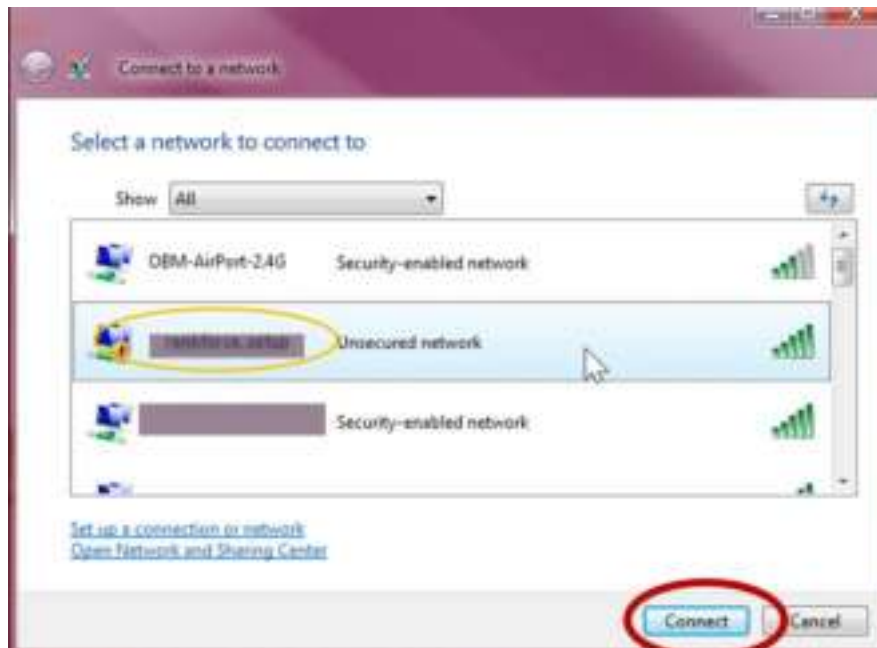 Connect to a network
Select a network to connect to
Show All
OBM-AirPort-2.4G Security-enabled network
Unsecured network
Security-enabled network
Set up a connection or network
Open Network and Sharing Center
Connect Cancel